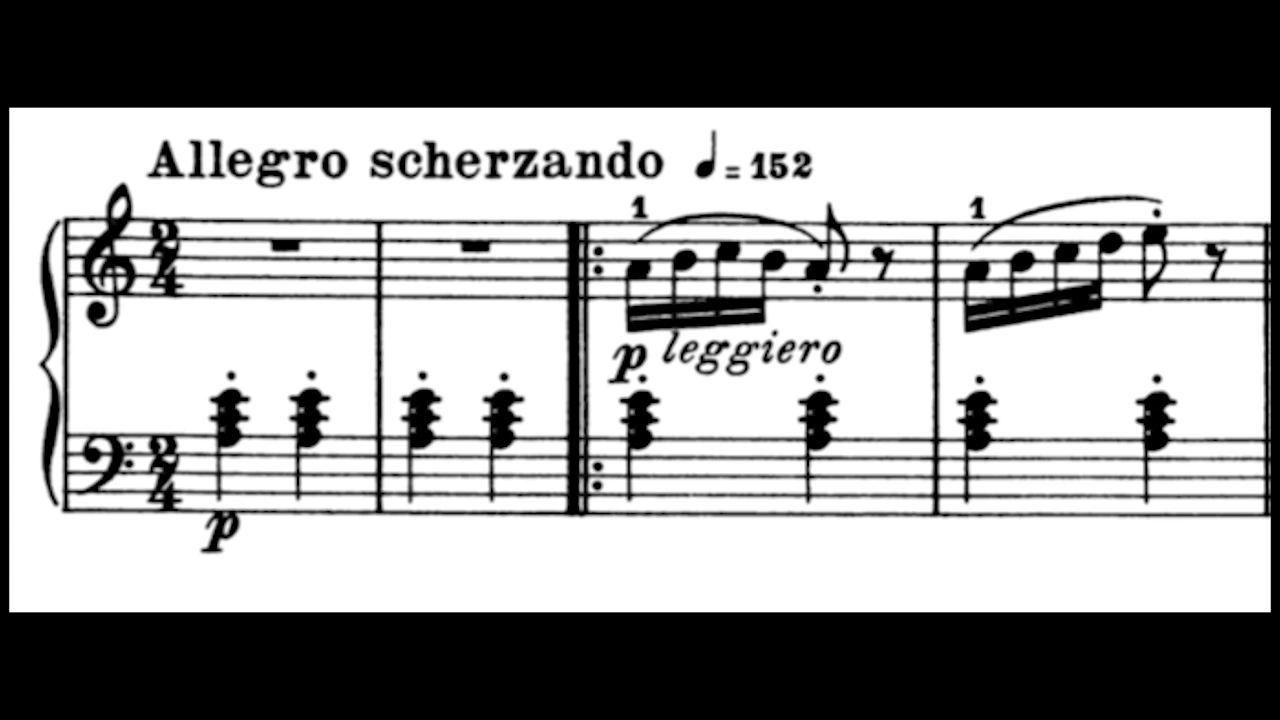 Allegro scherzando ♩= 152
2/4
1 1
p leggiero
2/4
p